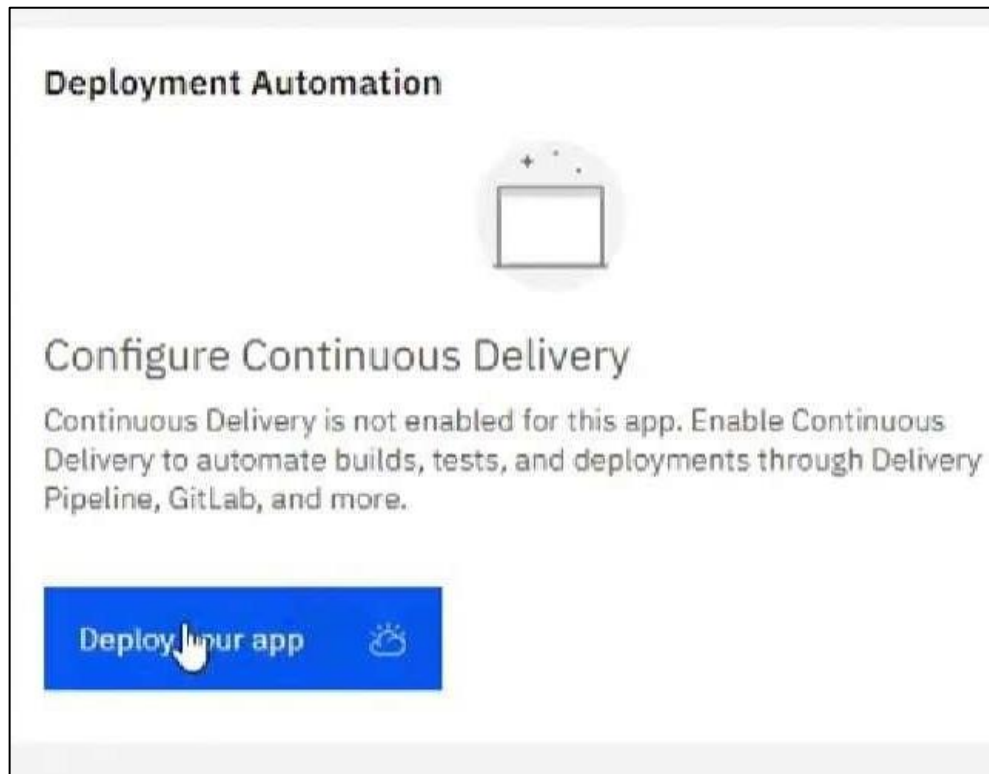 Deployment Automation
Configure Continuous Delivery
Continuous Delivery is not enabled for this app. Enable Continuous
Delivery to automate builds, tests, and deployments through Delivery
Pipeline, GitLab, and more.
Deploy your app